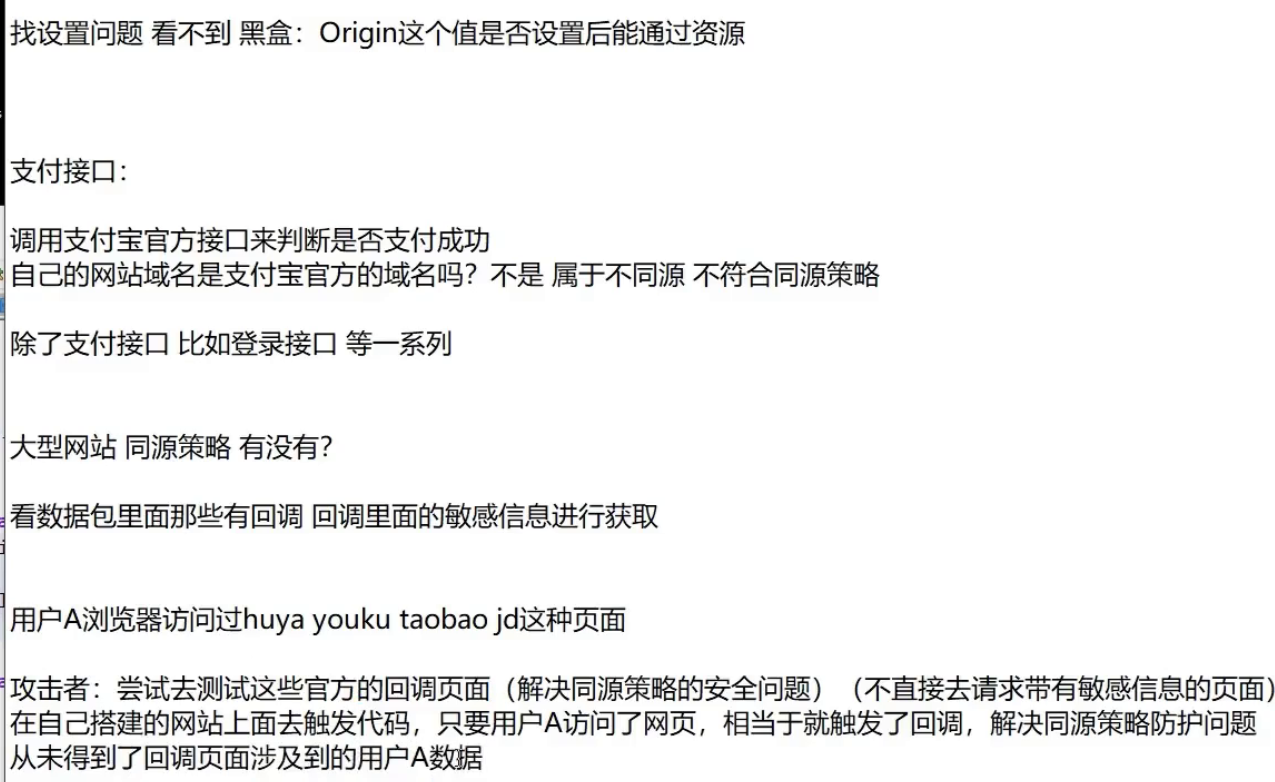 找设置问题 看不到 黑盒：Origin这个值是否设置后能通过资源
支付接口：
调用支付宝官方接口来判断是否支付成功
自己的网站域名是支付宝官方的域名吗？不是 属于不同源 不符合同源策略
除了支付接口 比如登录接口 等一系列
大型网站 同源策略 有没有？
看数据包里面那些有回调 回调里面的敏感信息进行获取
用户A浏览器访问过huya youku taobao jd这种页面
攻击者：尝试去测试这些官方的回调页面（解决同源策略的安全问题）（不直接去请求带有敏感信息的页面）
在自己搭建的网站上面去触发代码，只要用户A访问了网页，相当于就触发了回调，解决同源策略防护问题
从未得到了回调页面涉及到的用户A数据